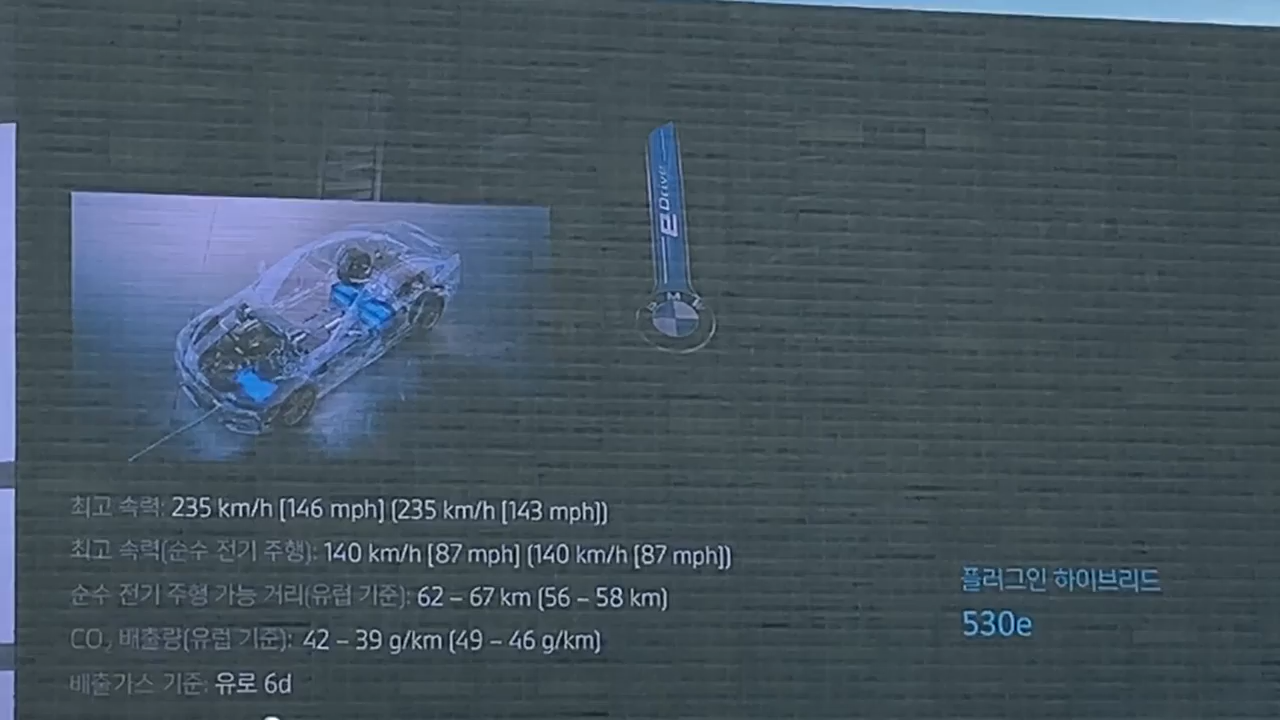 e Drive
BMW
최고 속력: 235 km/h [146 mph] (235 km/h [143 mph])
최고 속력(순수 전기 주행): 140 km/h [87 mph] (140 km/h [87 mph])
순수 전기 주행 가능 거리(유럽 기준): 62 – 67 km (56 – 58 km)
CO₂ 배출량(유럽 기준): 42 – 39 g/km (49 – 46 g/km)
배출가스 기준: 유로 6d
플러그인 하이브리드
530e